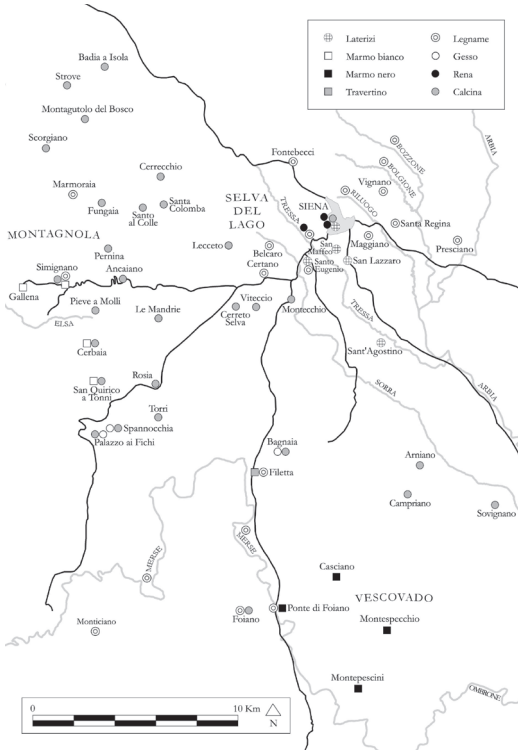 Laterizi
Legname
Marmo bianco
Gesso
Marmo nero
Rena
Travertino
Calcina
Badia a Isola
Strove
Montagutolo del Bosco
Scorgiano
Fontebecci
BOZZONE
ARBIA
BOLGIONE
Cerrecchio
Vignano
RILUOGO
Marmoraia
Fungaia
Santo
al Colle
Santa
Colomba
SELVA
DEL
LAGO
TRESSA
SIENA
Santa Regina
MONTAGNOLA
Pernina
Lecceto
Belcaro
Certano
San
Matteo
Maggiano
Presciano
Santo
Eugenio
San Lazzaro
Simignano
Ancaiano
Gallena
Pieve a Molli
ELSA
Le Mandrie
Cerreto
Selva
Viteccio
Montecchio
TRESSA
Cerbaia
Sant'Agostino
Rosia
San Quirico
a Tonni
SORRA
ARBIA
Torri
Spannocchia
Palazzo ai Fichi
Bagnaia
Arniano
Filetta
Campriano
Sovignano
MERSE
MERSE
Casciano
VESCOVADO
Foiano
Ponte di Foiano
Monticiano
Montespecchio
Montepescini
OMBRONE
0
10 Km
N